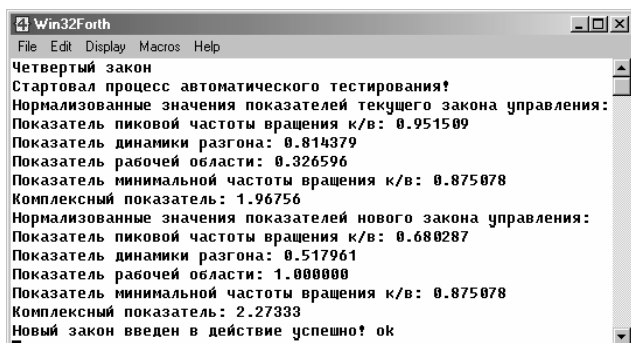 Win32Forth
File Edit Display Macros Help
Четвертый закон
Стартовал процесс автоматического тестирования!
Нормализованные значения показателей текущего закона управления:
Показатель пиковой частоты вращения к/в: 0.951509
Показатель динамики разгона: 0.814379
Показатель рабочей области: 0.326596
Показатель минимальной частоты вращения к/в: 0.875078
Комплексный показатель: 1.96756
Нормализованные значения показателей нового закона управления:
Показатель пиковой частоты вращения к/в: 0.680287
Показатель динамики разгона: 0.517961
Показатель рабочей области: 1.000000
Показатель минимальной частоты вращения к/в: 0.875078
Комплексный показатель: 2.27333
Новый закон введен в действие успешно! ok